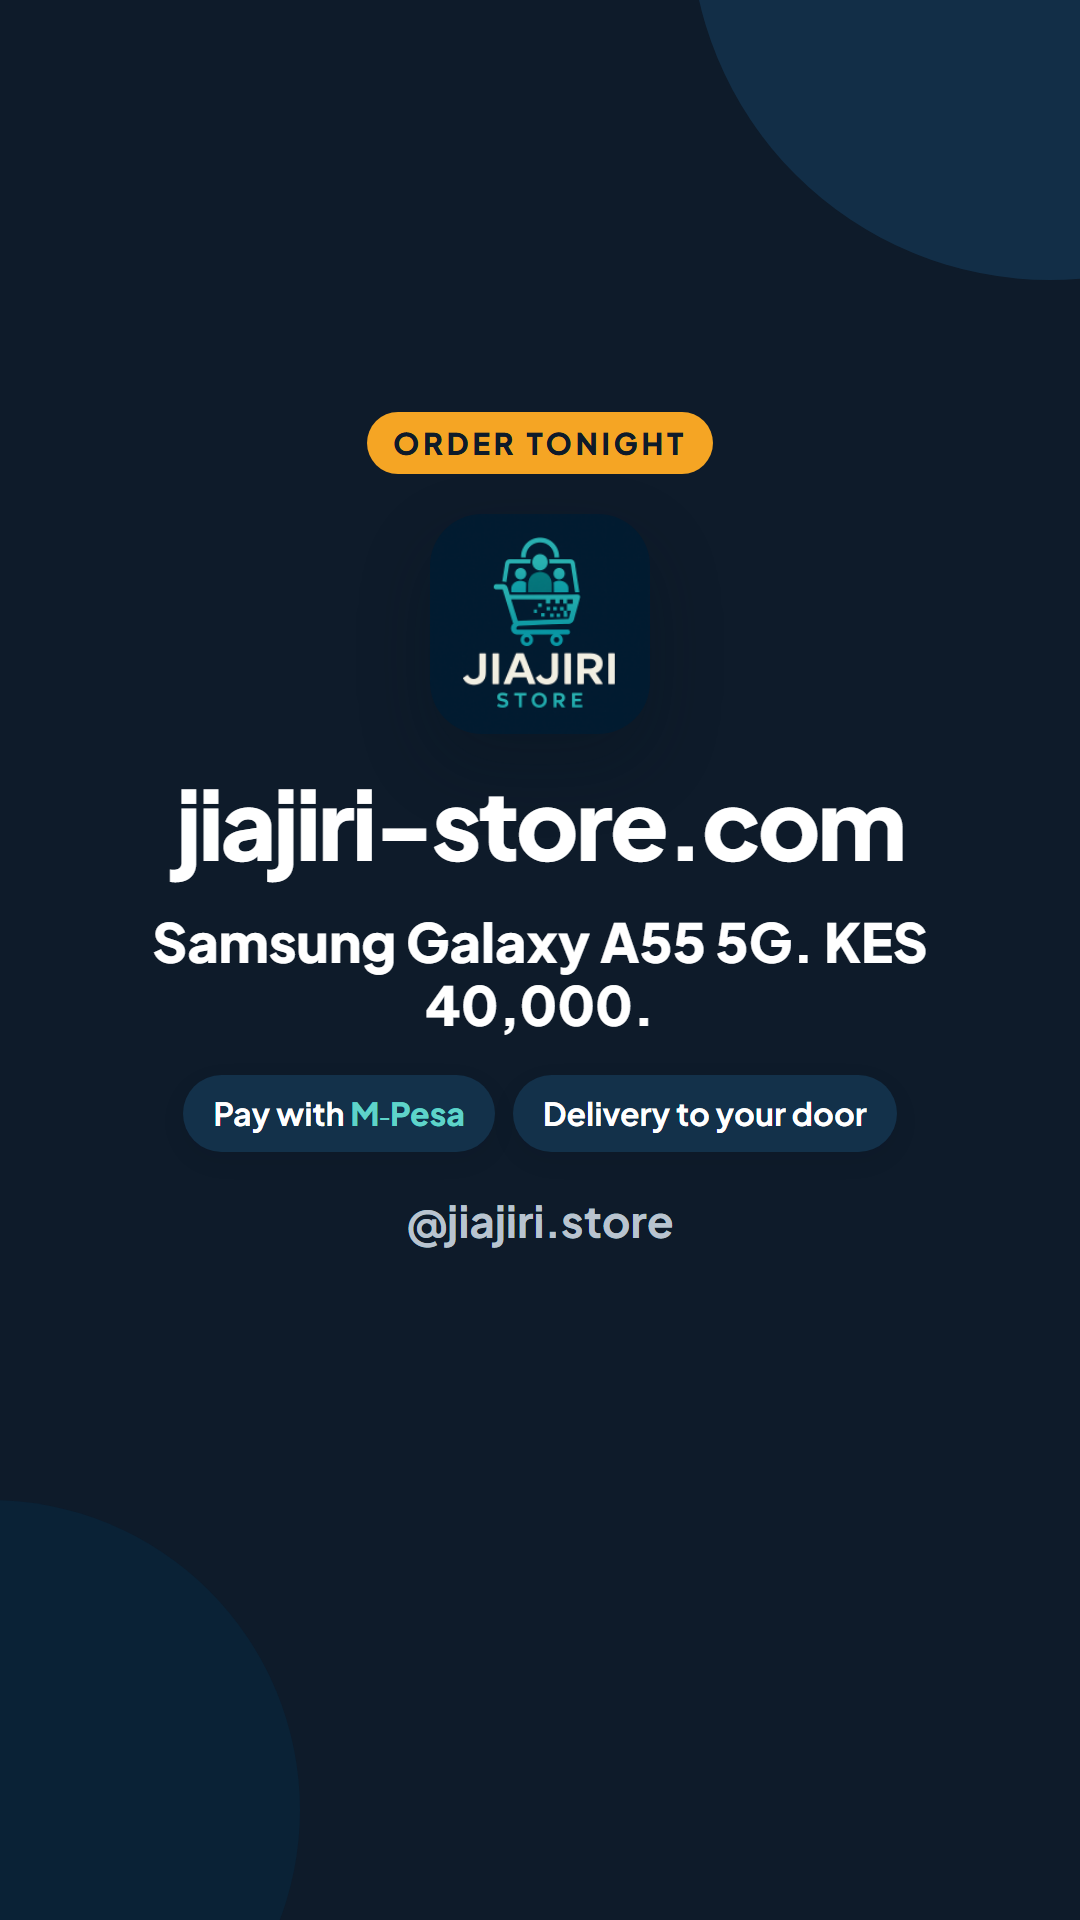 ORDER TONIGHT
JIAJIRI
STORE
jiajiri-store.com
Samsung Galaxy A55 5G. KES
40,000.
Pay with M-Pesa
Delivery to your door
@jiajiri.store